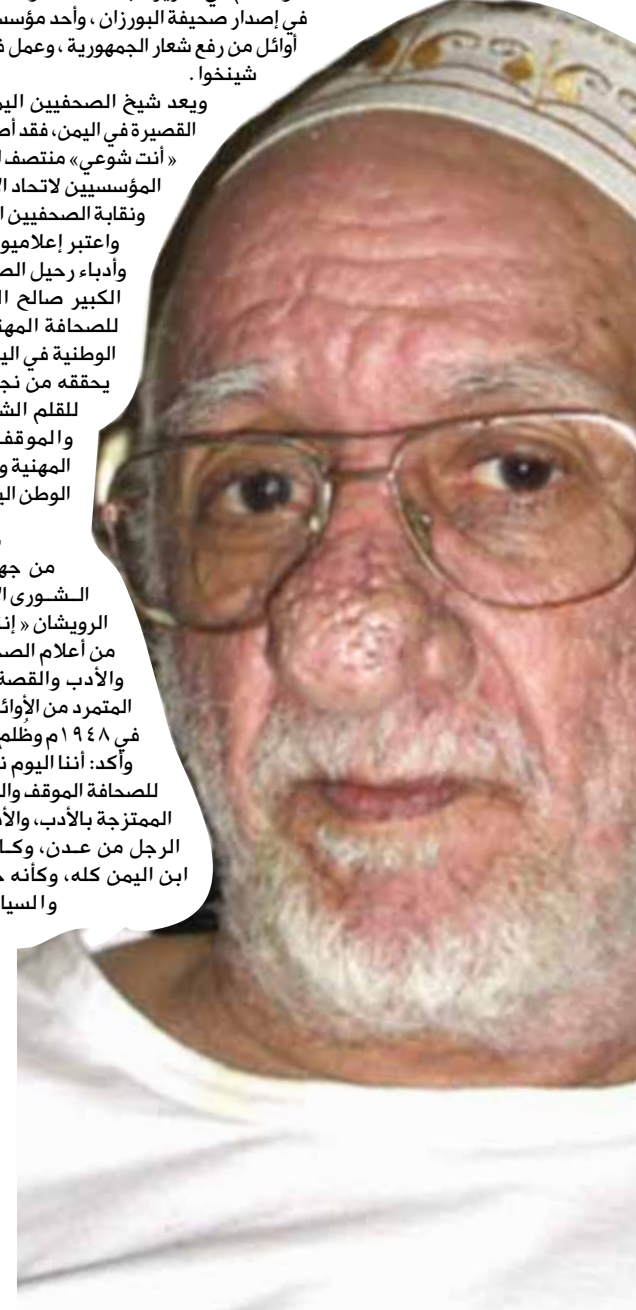 في إصدار صحيفة البورزان ، وأحد مؤسس
أوائل من رفع شعار الجمهورية ، وعمل ف
شينخوا .
ويعد شيخ الصحفيين الي
القصيرة في اليمن، فقد أص
« أنت شوعي» منتصف ا
المؤسسيين لاتحاد ا
ونقابة الصحفيين ا
واعتبر إعلاميو
وأدباء رحيل الص
الكبير صالح ا
للصحافة المهن
الوطنية في الي
يحققه من نج
للقلم الش
والموقف
المهنية و
الوطن الي
من جه
الـشـورى ا
الرويشان « إن
من أعلام الص
والأدب والقصة
المتمرد من الأوائ
في ١٩٤٨م وظُلم
وأكد: أننا اليوم ن
للصحافة الموقف وال
الممتزجة بالأدب، والأ
الرجل من عـدن، وكـا
ابن اليمن كله، وكأنه
والسيا